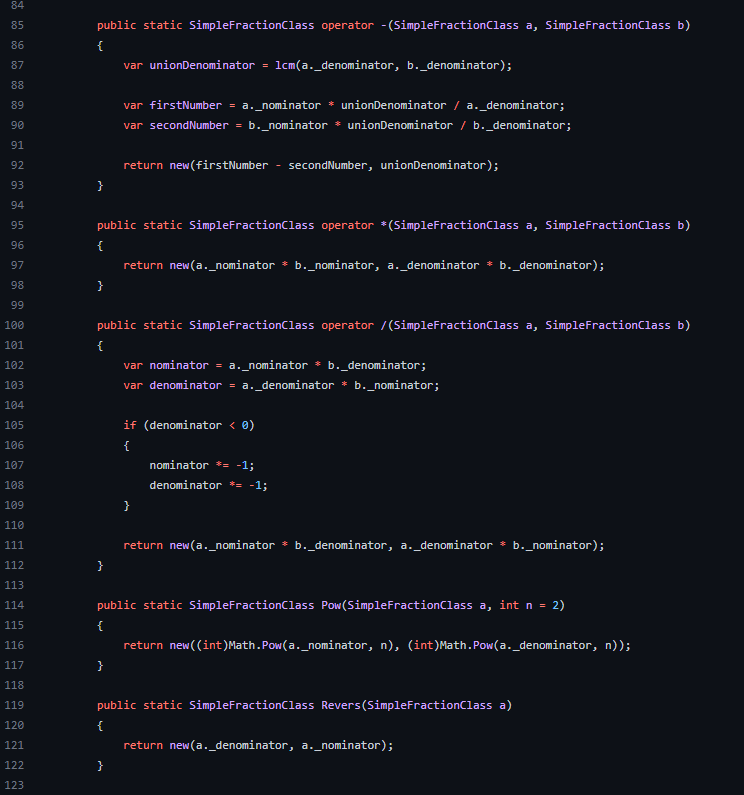 84
85 public static SimpleFractionClass operator -(SimpleFractionClass a, SimpleFractionClass b)
86 {
87 var unionDenominator = lcm(a._denominator, b._denominator);
88
89 var firstNumber = a._nominator * unionDenominator / a._denominator;
90 var secondNumber = b._nominator * unionDenominator / b._denominator;
91
92 return new(firstNumber - secondNumber, unionDenominator);
93 }
94
95 public static SimpleFractionClass operator *(SimpleFractionClass a, SimpleFractionClass b)
96 {
97 return new(a._nominator * b._nominator, a._denominator * b._denominator);
98 }
99
100 public static SimpleFractionClass operator /(SimpleFractionClass a, SimpleFractionClass b)
101 {
102 var nominator = a._nominator * b._denominator;
103 var denominator = a._denominator * b._nominator;
104
105 if (denominator < 0)
106 {
107 nominator *= -1;
108 denominator *= -1;
109 }
110
111 return new(a._nominator * b._denominator, a._denominator * b._nominator);
112 }
113
114 public static SimpleFractionClass Pow(SimpleFractionClass a, int n = 2)
115 {
116 return new((int)Math.Pow(a._nominator, n), (int)Math.Pow(a._denominator, n));
117 }
118
119 public static SimpleFractionClass Revers(SimpleFractionClass a)
120 {
121 return new(a._denominator, a._nominator);
122 }
123